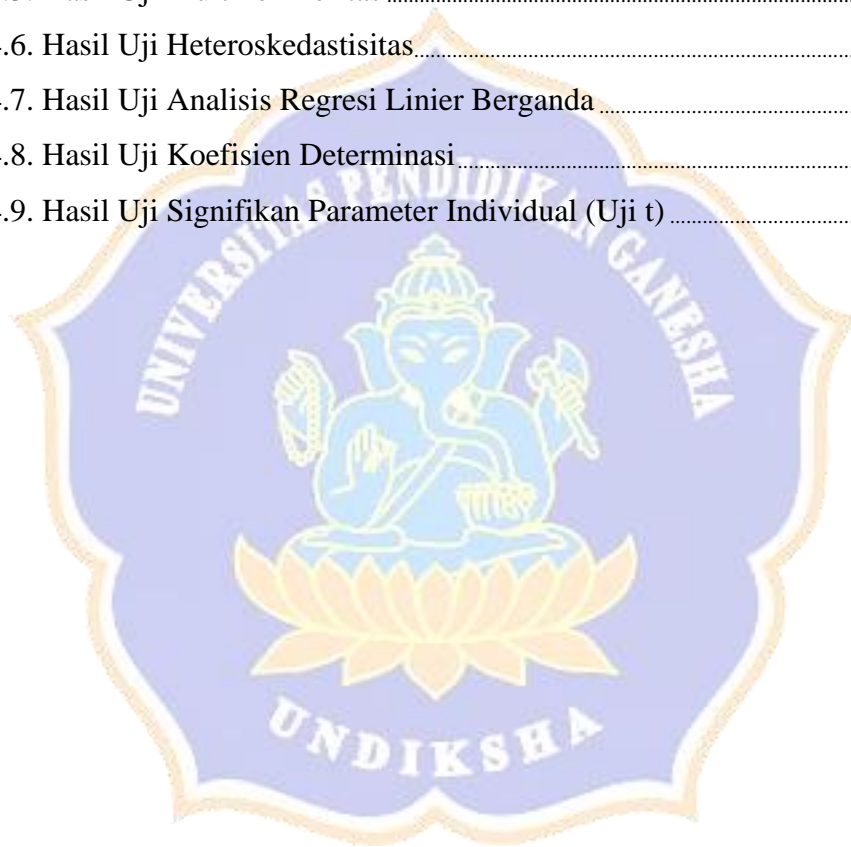 .6. Hasil Uji Heteroskedastisitas
.7. Hasil Uji Analisis Regresi Linier Berganda
.8. Hasil Uji Koefisien Determinasi
.9. Hasil Uji Signifikan Parameter Individual (Uji t)
UNIVERSITAS PENDIDIKAN GANESHA
UNDIKSHA